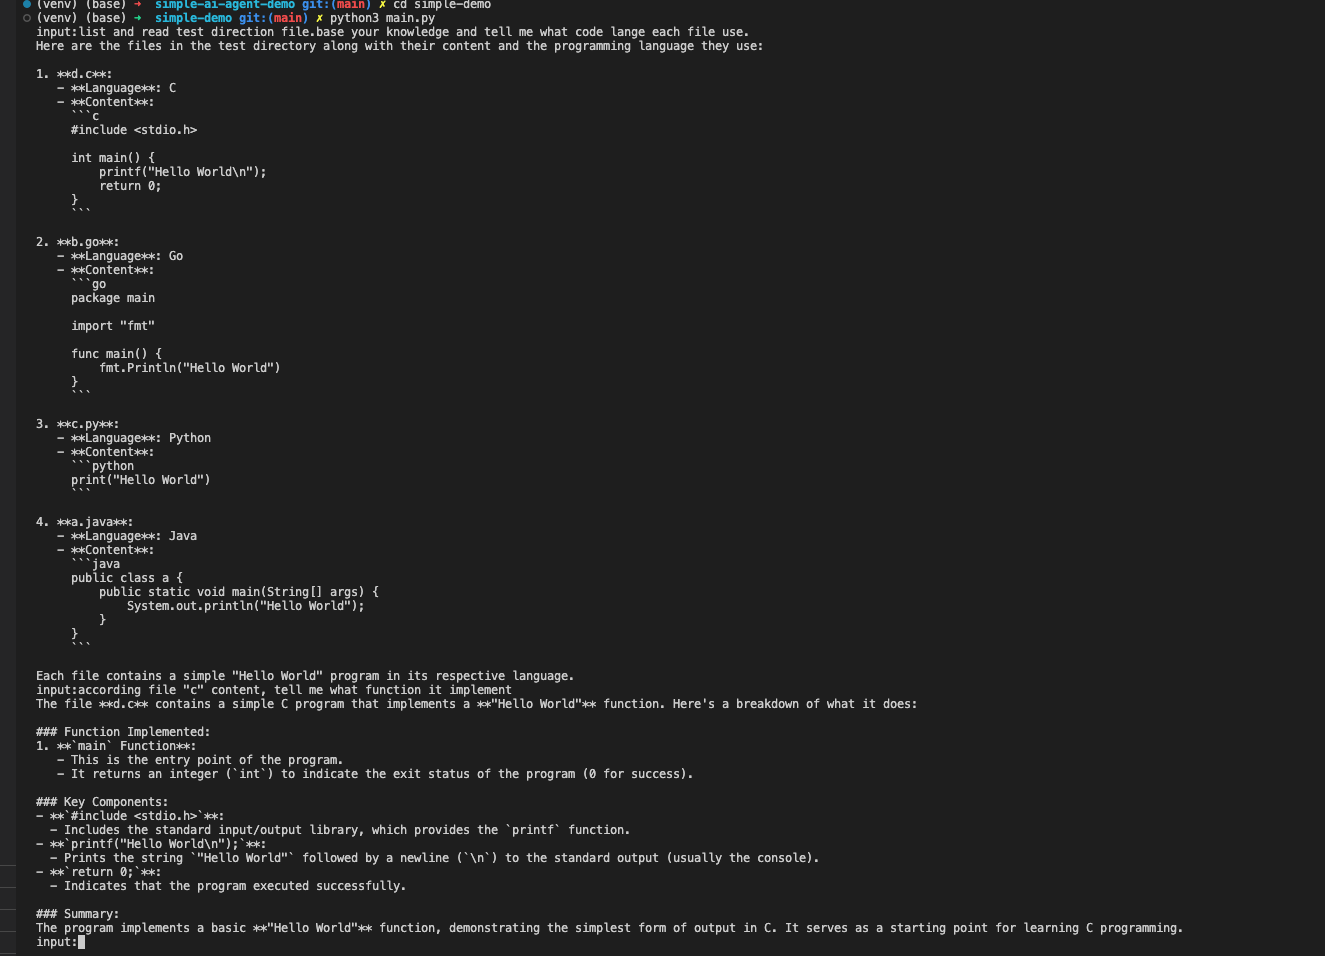 (venv) (base) → simple-ai-agent-demo git:(main) ✗ cd simple-demo
(venv) (base) → simple-demo git:(main) ✗ python3 main.py
input:list and read test direction file.base your knowledge and tell me what code lange each file use.
Here are the files in the test directory along with their content and the programming language they use:

1. **d.c**:
   - **Language**: C
   - **Content**:
     ```c
     #include <stdio.h>

     int main() {
         printf("Hello World\n");
         return 0;
     }
     ```

2. **b.go**:
   - **Language**: Go
   - **Content**:
     ```go
     package main

     import "fmt"

     func main() {
         fmt.Println("Hello World")
     }
     ```

3. **c.py**:
   - **Language**: Python
   - **Content**:
     ```python
     print("Hello World")
     ```

4. **a.java**:
   - **Language**: Java
   - **Content**:
     ```java
     public class a {
         public static void main(String[] args) {
             System.out.println("Hello World");
         }
     }
     ```

Each file contains a simple "Hello World" program in its respective language.
input:according file "c" content, tell me what function it implement
The file **d.c** contains a simple C program that implements a **"Hello World"** function. Here's a breakdown of what it does:

### Function Implemented:
1. **`main` Function**:
   - This is the entry point of the program.
   - It returns an integer (`int`) to indicate the exit status of the program (0 for success).

### Key Components:
- **`#include <stdio.h>`**:
  - Includes the standard input/output library, which provides the `printf` function.
- **`printf("Hello World\n");`**:
  - Prints the string `"Hello World"` followed by a newline (`\n`) to the standard output (usually the console).
- **`return 0;`**:
  - Indicates that the program executed successfully.

### Summary:
The program implements a basic **"Hello World"** function, demonstrating the simplest form of output in C. It serves as a starting point for learning C programming.
input: